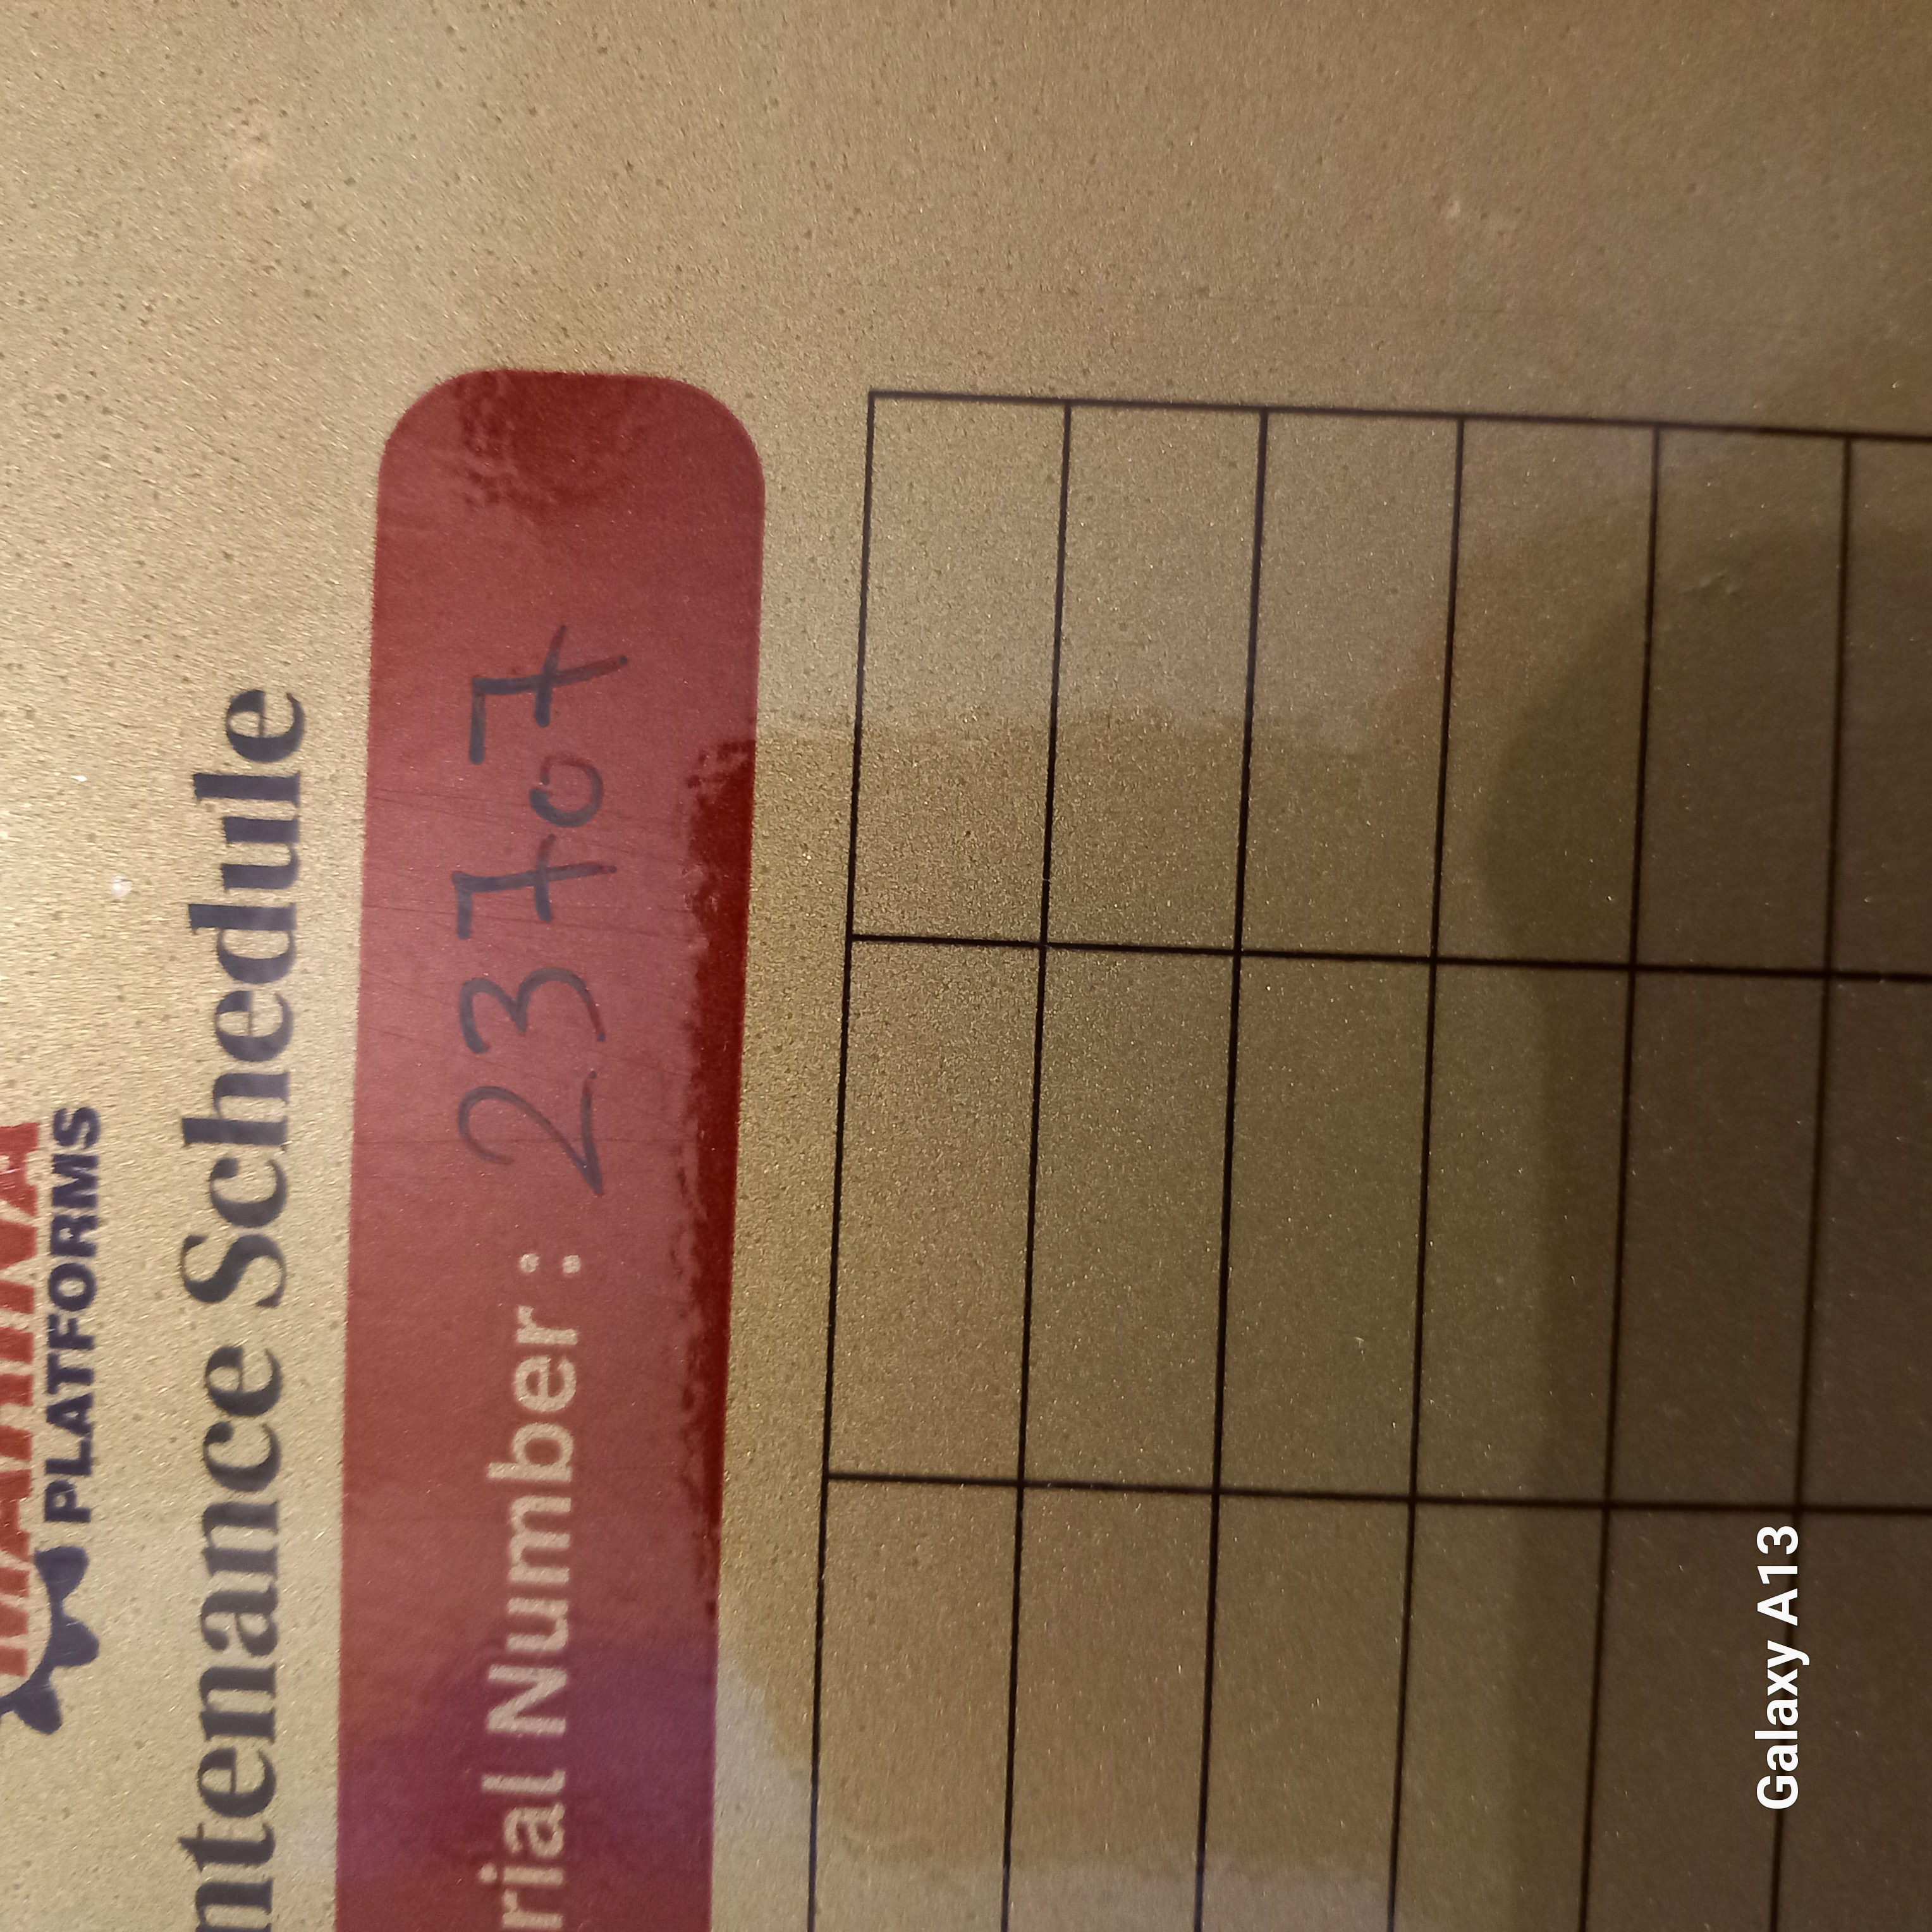 PLATFORMS
ntenance Schedule
rial Number : 23707
Galaxy A13